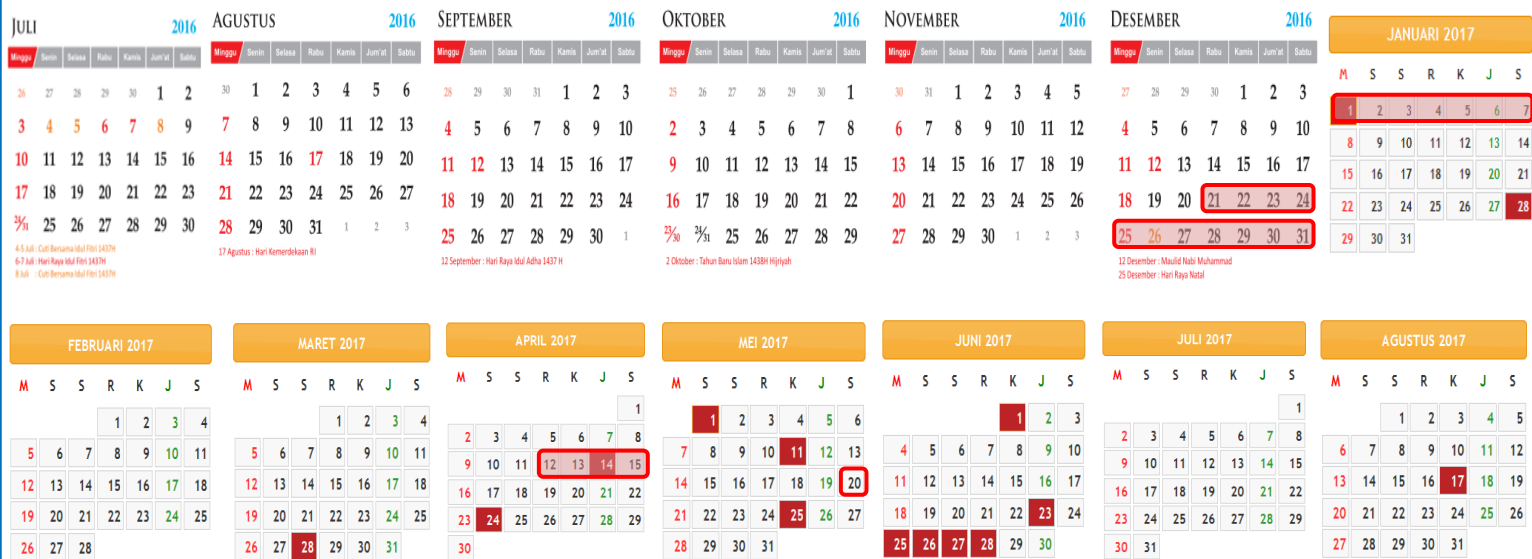 JULI 2016
Minggu Senin Selasa Rabu Kamis Jum'at Sabtu
26 27 28 29 30 1 2
3 4 5 6 7 8 9
10 11 12 13 14 15 16
17 18 19 20 21 22 23
24/31 25 26 27 28 29 30
4-5 Juli : Cuti Bersama Idul Fitri 1437H
6-7 Juli : Hari Raya Idul Fitri 1437H
8 Juli : Cuti Bersama Idul Fitri 1437H
AGUSTUS 2016
Minggu Senin Selasa Rabu Kamis Jum'at Sabtu
30 1 2 3 4 5 6
7 8 9 10 11 12 13
14 15 16 17 18 19 20
21 22 23 24 25 26 27
28 29 30 31 1 2 3
17 Agustus : Hari Kemerdekaan RI
SEPTEMBER 2016
Minggu Senin Selasa Rabu Kamis Jum'at Sabtu
28 29 30 31 1 2 3
4 5 6 7 8 9 10
11 12 13 14 15 16 17
18 19 20 21 22 23 24
25 26 27 28 29 30 1
12 September : Hari Raya Idul Adha 1437 H
OKTOBER 2016
Minggu Senin Selasa Rabu Kamis Jum'at Sabtu
25 26 27 28 29 30 1
2 3 4 5 6 7 8
9 10 11 12 13 14 15
16 17 18 19 20 21 22
23/30 24/31 25 26 27 28 29
2 Oktober : Tahun Baru Islam 1438H Hijriyah
NOVEMBER 2016
Minggu Senin Selasa Rabu Kamis Jum'at Sabtu
30 31 1 2 3 4 5
6 7 8 9 10 11 12
13 14 15 16 17 18 19
20 21 22 23 24 25 26
27 28 29 30 1 2 3
DESEMBER 2016
Minggu Senin Selasa Rabu Kamis Jum'at Sabtu
27 28 29 30 1 2 3
4 5 6 7 8 9 10
11 12 13 14 15 16 17
18 19 20 21 22 23 24
25 26 27 28 29 30 31
12 Desember : Maulid Nabi Muhammad
25 Desember : Hari Raya Natal
JANUARI 2017
M S S R K J S
1 2 3 4 5 6 7
8 9 10 11 12 13 14
15 16 17 18 19 20 21
22 23 24 25 26 27 28
29 30 31
FEBRUARI 2017
M S S R K J S
1 2 3 4
5 6 7 8 9 10 11
12 13 14 15 16 17 18
19 20 21 22 23 24 25
26 27 28
MARET 2017
M S S R K J S
1 2 3 4
5 6 7 8 9 10 11
12 13 14 15 16 17 18
19 20 21 22 23 24 25
26 27 28 29 30 31
APRIL 2017
M S S R K J S
1
2 3 4 5 6 7 8
9 10 11 12 13 14 15
16 17 18 19 20 21 22
23 24 25 26 27 28 29
30
MEI 2017
M S S R K J S
1 2 3 4 5 6
7 8 9 10 11 12 13
14 15 16 17 18 19 20
21 22 23 24 25 26 27
28 29 30 31
JUNI 2017
M S S R K J S
1 2 3
4 5 6 7 8 9 10
11 12 13 14 15 16 17
18 19 20 21 22 23 24
25 26 27 28 29 30
JULI 2017
M S S R K J S
1
2 3 4 5 6 7 8
9 10 11 12 13 14 15
16 17 18 19 20 21 22
23 24 25 26 27 28 29
30 31
AGUSTUS 2017
M S S R K J S
1 2 3 4 5
6 7 8 9 10 11 12
13 14 15 16 17 18 19
20 21 22 23 24 25 26
27 28 29 30 31